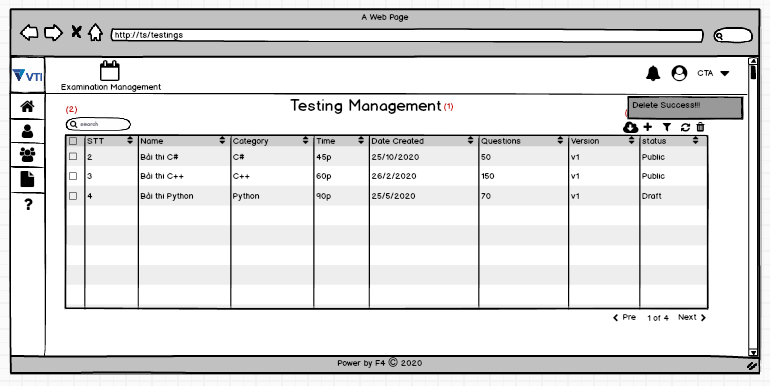 A Web Page
http://ts/testings
VTI
Examination Management
CTA
(2)
Testing Management (1)
Delete Success!!!
search
STT Name Category Time Date Created Questions Version status
2 Bài thi C# C# 45p 25/10/2020 50 v1 Public
3 Bài thi C++ C++ 60p 26/2/2020 150 v1 Public
4 Bài thi Python Python 90p 25/5/2020 70 v1 Draft
Pre 1 of 4 Next
Power by F4 © 2020